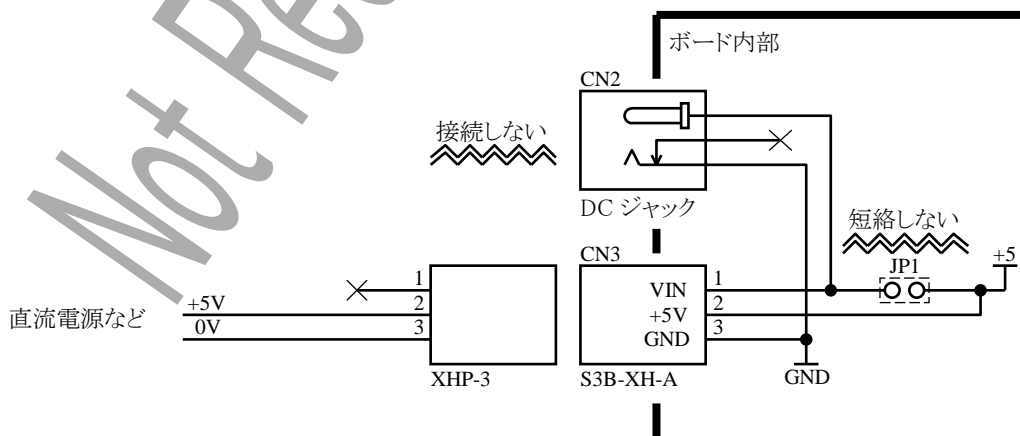 Not Re
ボード内部
CN2
接続しない
DC ジャック
短絡しない
CN3
JP1
+5
1
VIN
1
直流電源など
+5V
2
+5V
2
0V
3
GND
3
XHP-3
S3B-XH-A
GND